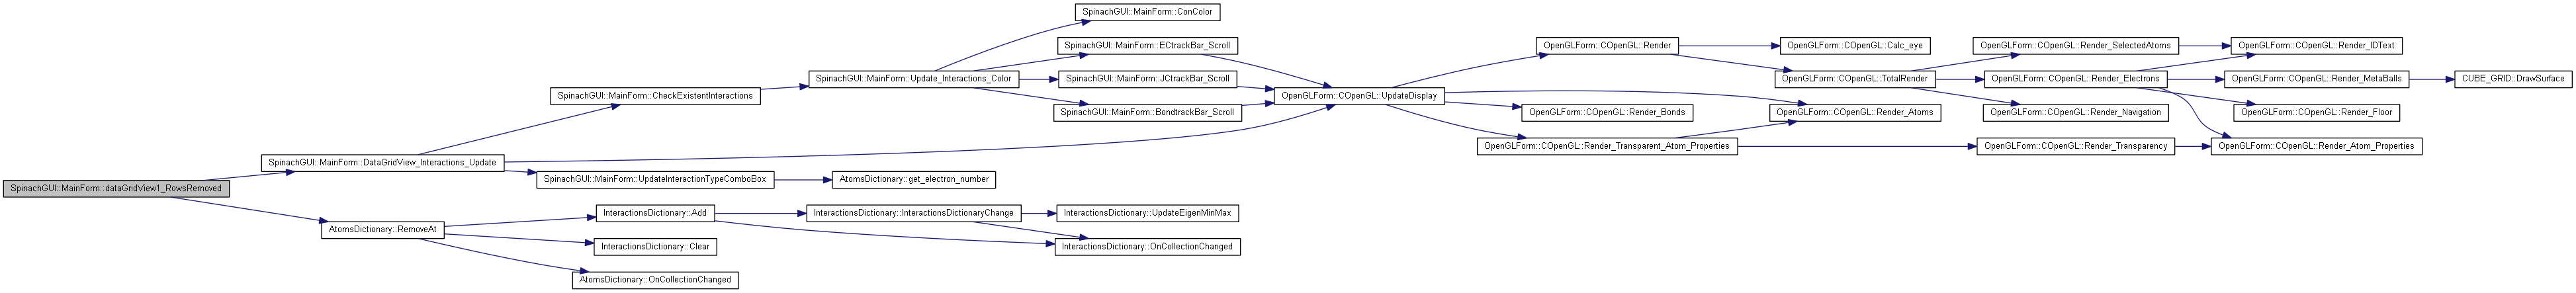 SpinachGUI::MainForm::dataGridView1_RowsRemoved
SpinachGUI::MainForm::DataGridView_Interactions_Update
AtomsDictionary::RemoveAt
SpinachGUI::MainForm::CheckExistentInteractions
SpinachGUI::MainForm::UpdateInteractionTypeComboBox
InteractionsDictionary::Add
InteractionsDictionary::Clear
AtomsDictionary::OnCollectionChanged
SpinachGUI::MainForm::Update_Interactions_Color
AtomsDictionary::get_electron_number
InteractionsDictionary::InteractionsDictionaryChange
SpinachGUI::MainForm::ConColor
SpinachGUI::MainForm::ECtrackBar_Scroll
SpinachGUI::MainForm::JCtrackBar_Scroll
SpinachGUI::MainForm::BondtrackBar_Scroll
InteractionsDictionary::UpdateEigenMinMax
InteractionsDictionary::OnCollectionChanged
OpenGLForm::COpenGL::UpdateDisplay
OpenGLForm::COpenGL::Render
OpenGLForm::COpenGL::Render_Bonds
OpenGLForm::COpenGL::Render_Transparent_Atom_Properties
OpenGLForm::COpenGL::Calc_eye
OpenGLForm::COpenGL::TotalRender
OpenGLForm::COpenGL::Render_Atoms
OpenGLForm::COpenGL::Render_SelectedAtoms
OpenGLForm::COpenGL::Render_Electrons
OpenGLForm::COpenGL::Render_Navigation
OpenGLForm::COpenGL::Render_Transparency
OpenGLForm::COpenGL::Render_IDText
OpenGLForm::COpenGL::Render_MetaBalls
OpenGLForm::COpenGL::Render_Floor
OpenGLForm::COpenGL::Render_Atom_Properties
CUBE_GRID::DrawSurface